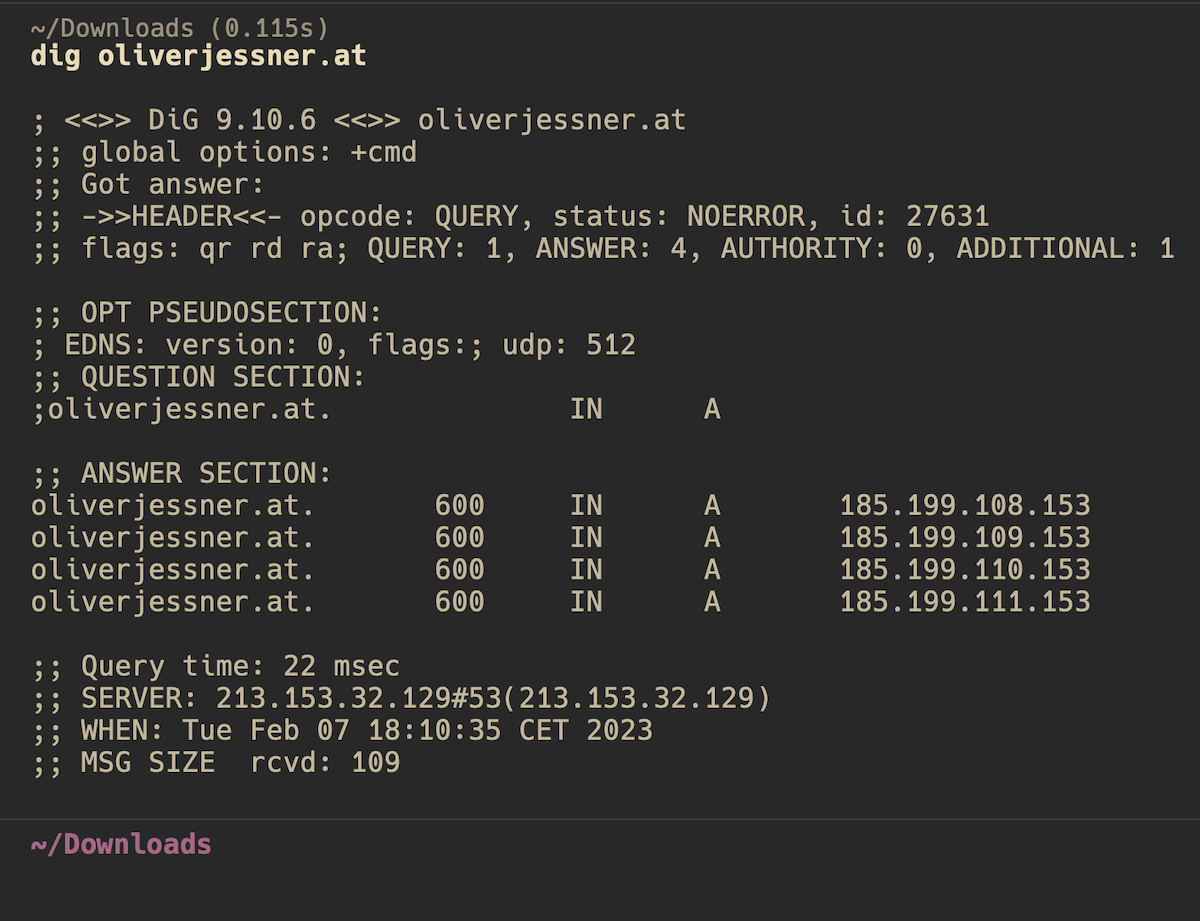 ~/Downloads (0.115s)
dig oliverjessner.at
; <<>> DiG 9.10.6 <<>> oliverjessner.at
;; global options: +cmd
;; Got answer:
;; ->>HEADER<<- opcode: QUERY, status: NOERROR, id: 27631
;; flags: qr rd ra; QUERY: 1, ANSWER: 4, AUTHORITY: 0, ADDITIONAL: 1
;; OPT PSEUDOSECTION:
; EDNS: version: 0, flags:; udp: 512
;; QUESTION SECTION:
;oliverjessner.at. IN A
;; ANSWER SECTION:
oliverjessner.at. 600 IN A 185.199.108.153
oliverjessner.at. 600 IN A 185.199.109.153
oliverjessner.at. 600 IN A 185.199.110.153
oliverjessner.at. 600 IN A 185.199.111.153
;; Query time: 22 msec
;; SERVER: 213.153.32.129#53(213.153.32.129)
;; WHEN: Tue Feb 07 18:10:35 CET 2023
;; MSG SIZE  rcvd: 109
~/Downloads